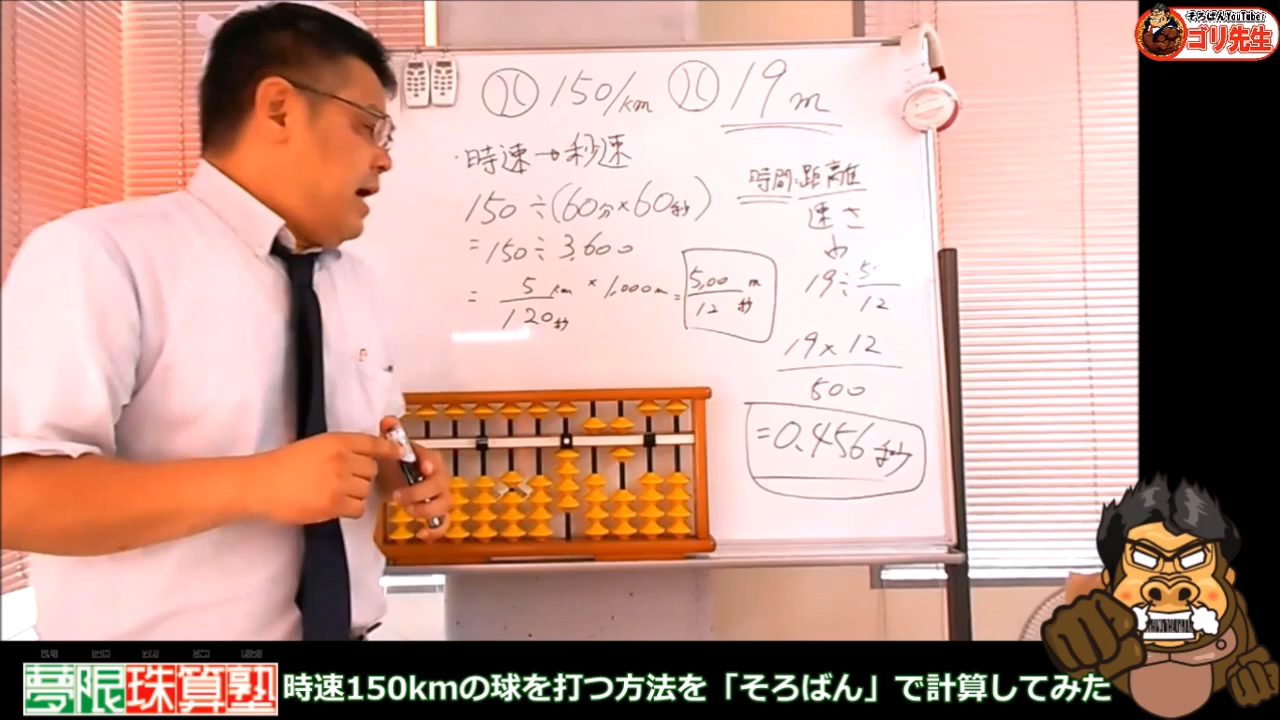 そろばんYouTuber
ゴリ先生
150/km
19m
・時速→秒速
150÷(60分×60秒)
=150÷3,600
= 5km/120秒 × 1,000m = 5,00m/12秒
時間:距離/速さ
19÷5/12
19×12/500
=0.456秒
夢限珠算塾
時速150kmの球を打つ方法を「そろばん」で計算してみた